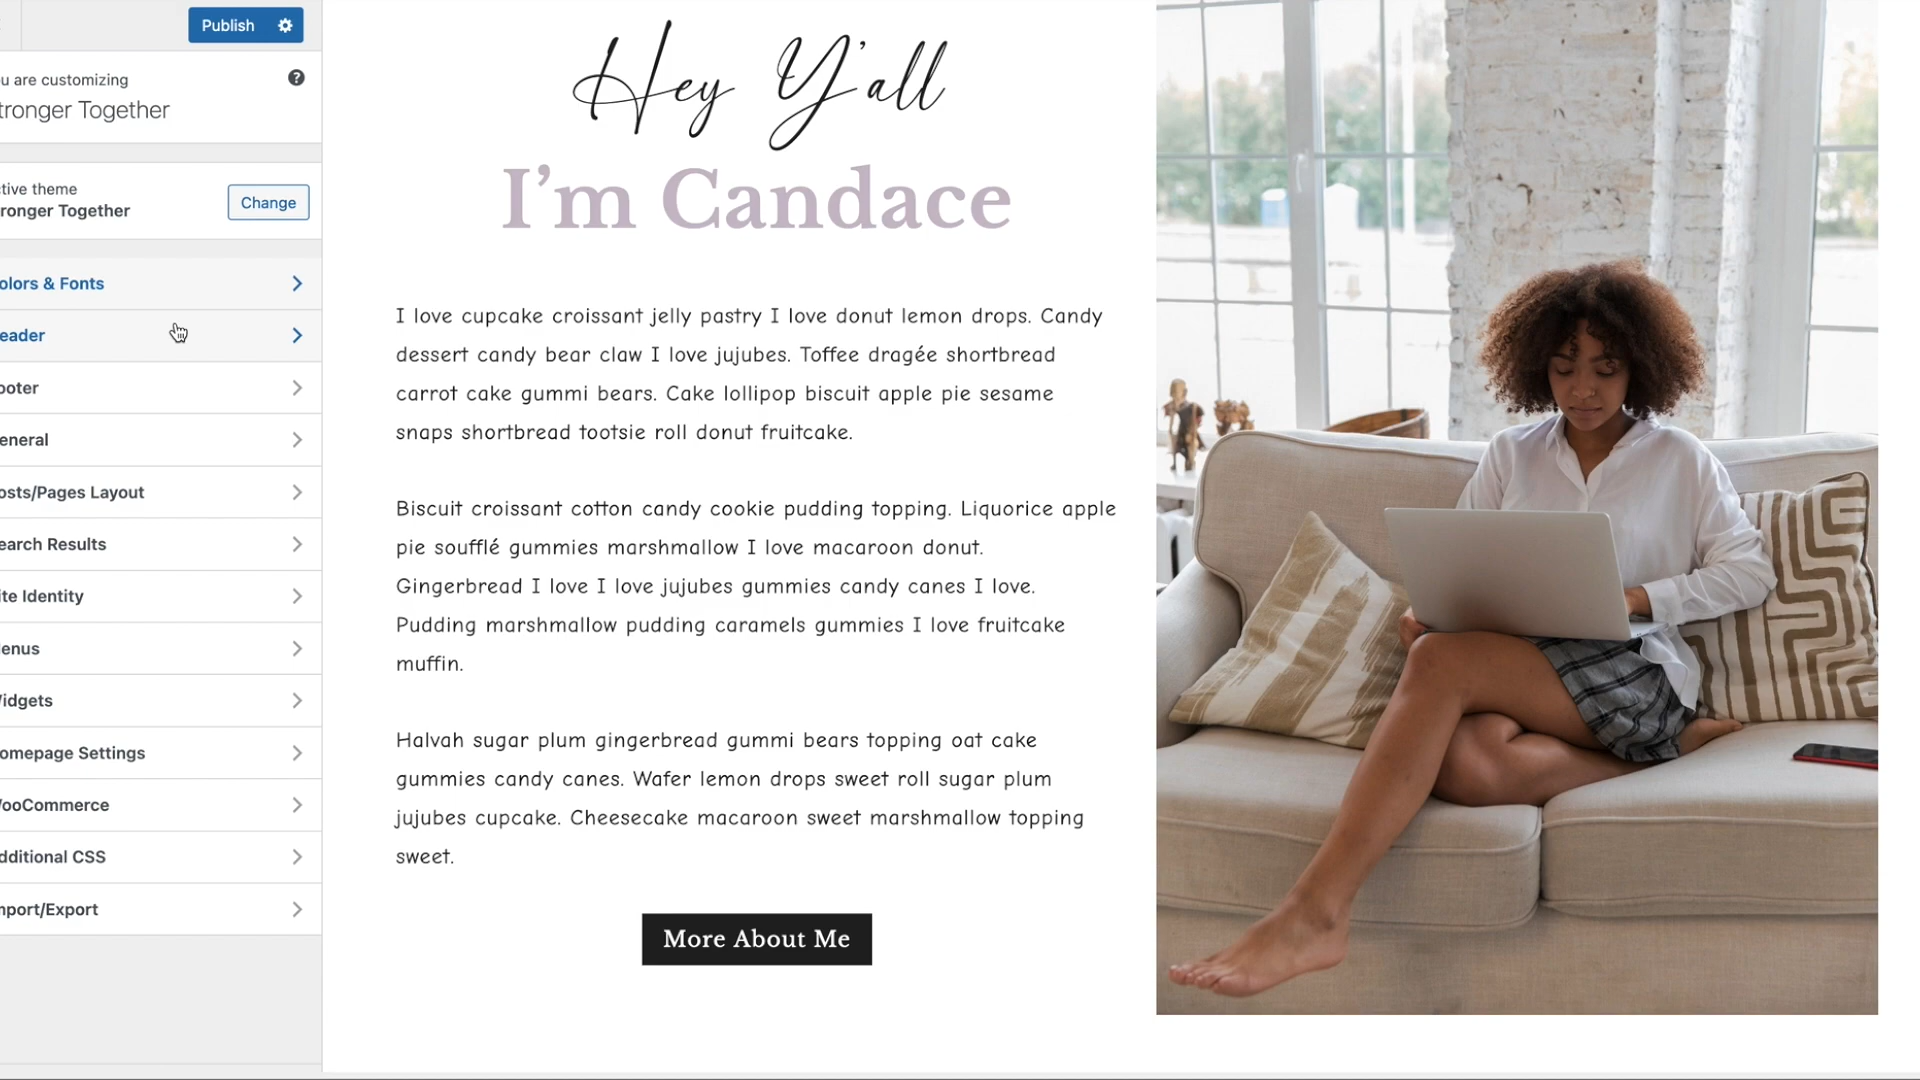 Publish
u are customizing
tronger Together
tive theme
ronger Together
Change
olors & Fonts
eader
ooter
eneral
osts/Pages Layout
earch Results
ite Identity
enus
idgets
omepage Settings
ooCommerce
dditional CSS
mport/Export
Hey Y'all
I'm Candace
I love cupcake croissant jelly pastry I love donut lemon drops. Candy
dessert candy bear claw I love jujubes. Toffee dragée shortbread
carrot cake gummi bears. Cake lollipop biscuit apple pie sesame
snaps shortbread tootsie roll donut fruitcake.
Biscuit croissant cotton candy cookie pudding topping. Liquorice apple
pie soufflé gummies marshmallow I love macaroon donut.
Gingerbread I love I love jujubes gummies candy canes I love.
Pudding marshmallow pudding caramels gummies I love fruitcake
muffin.
Halvah sugar plum gingerbread gummi bears topping oat cake
gummies candy canes. Wafer lemon drops sweet roll sugar plum
jujubes cupcake. Cheesecake macaroon sweet marshmallow topping
sweet.
More About Me